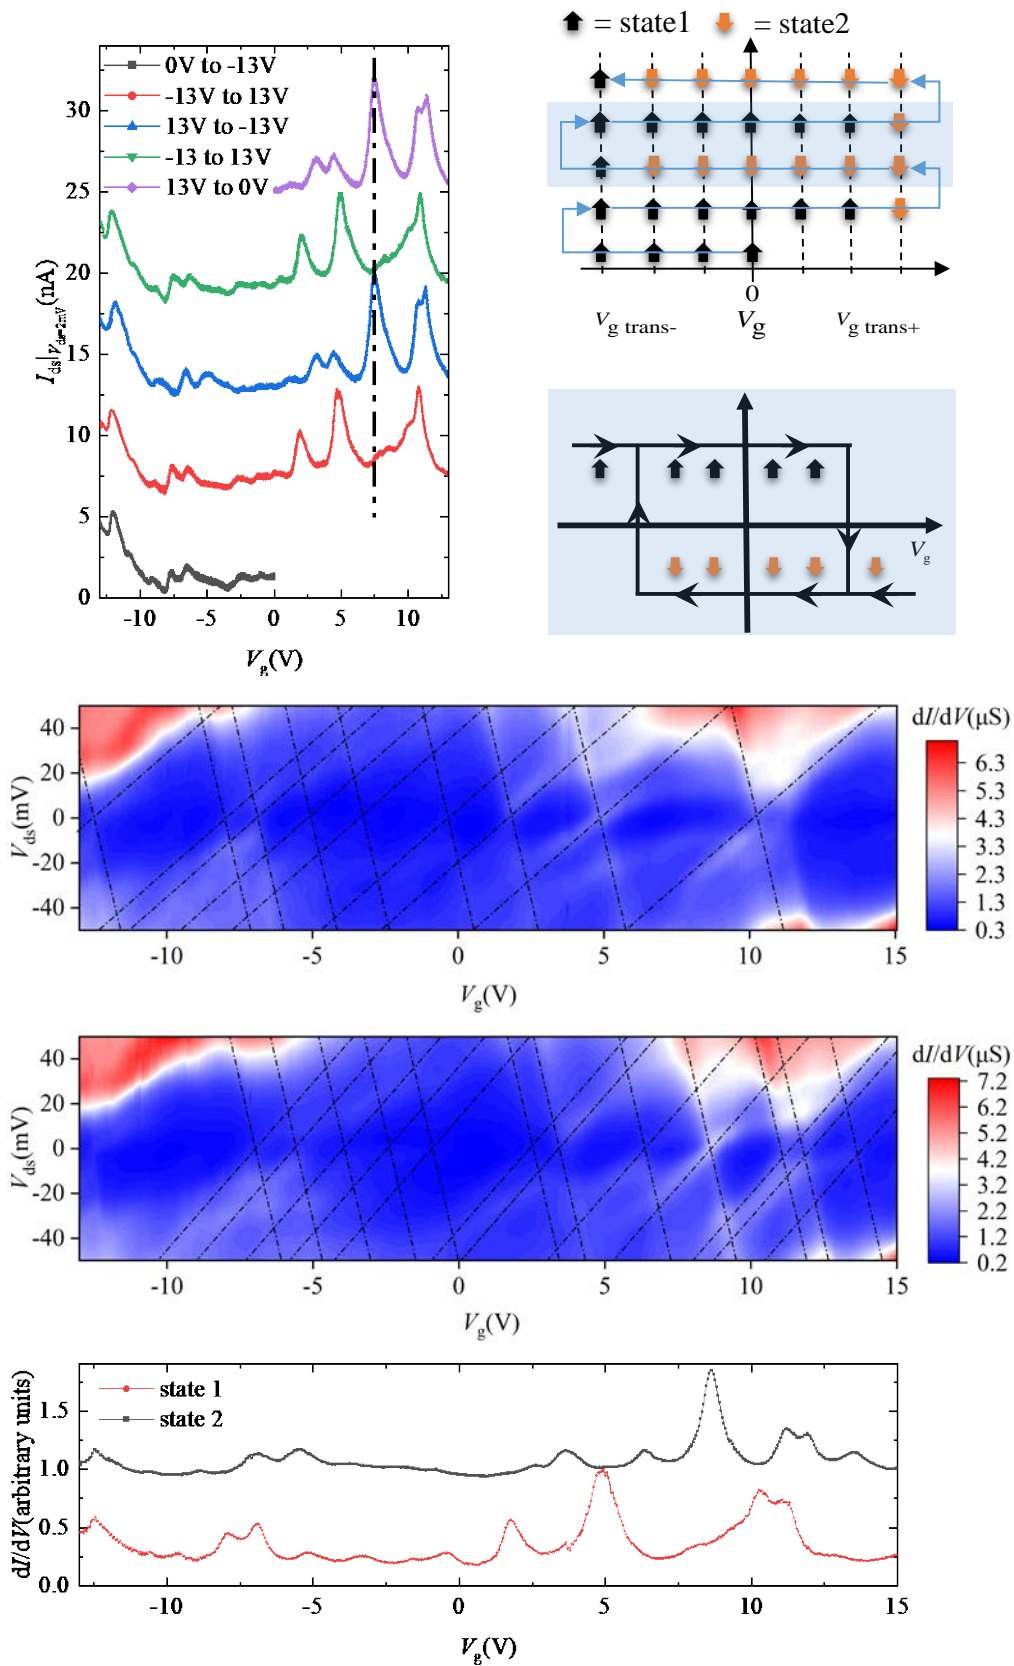 0V to -13V
-13V to 13V
13V to -13V
-13 to 13V
13V to 0V
30
25
20
15
10
5
0
-10 -5 0 5 10
Ids|Vds=2mV(nA)
Vg(V)
= state1 = state2
0
Vg trans- Vg Vg trans+
Vg
dI/dV(μS)
6.3
5.3
4.3
3.3
2.3
1.3
0.3
40
20
0
-20
-40
Vds(mV)
-10 -5 0 5 10 15
Vg(V)
dI/dV(μS)
7.2
6.2
5.2
4.2
3.2
2.2
1.2
0.2
40
20
0
-20
-40
Vds(mV)
-10 -5 0 5 10 15
Vg(V)
state 1
state 2
1.5
1.0
0.5
0.0
dI/dV(arbitrary units)
-10 -5 0 5 10 15
Vg(V)